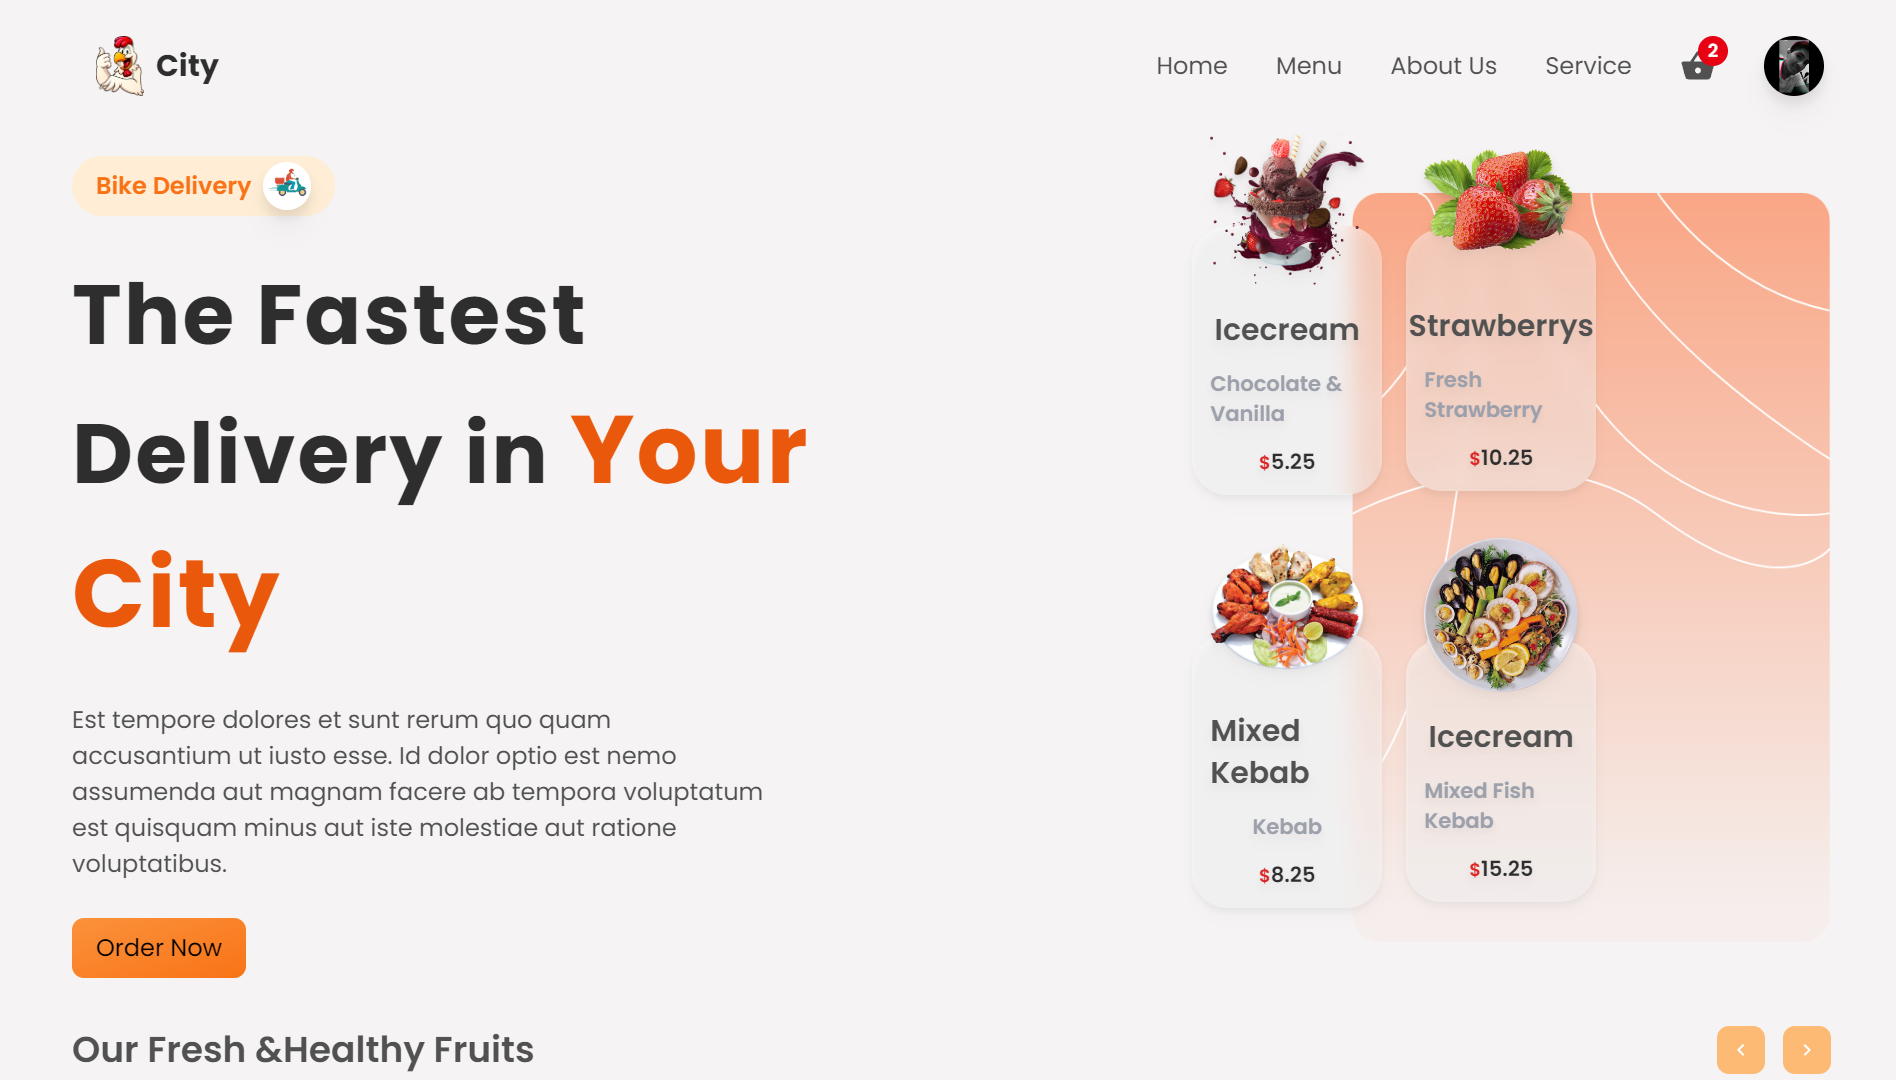 City
Home
Menu
About Us
Service
2
Bike Delivery
The Fastest
Delivery in Your
City
Est tempore dolores et sunt rerum quo quam
accusantium ut iusto esse. Id dolor optio est nemo
assumenda aut magnam facere ab tempora voluptatum
est quisquam minus aut iste molestiae aut ratione
voluptatibus.
Order Now
Icecream
Chocolate &
Vanilla
$5.25
Strawberrys
Fresh
Strawberry
$10.25
Mixed
Kebab
Kebab
$8.25
Icecream
Mixed Fish
Kebab
$15.25
Our Fresh &Healthy Fruits